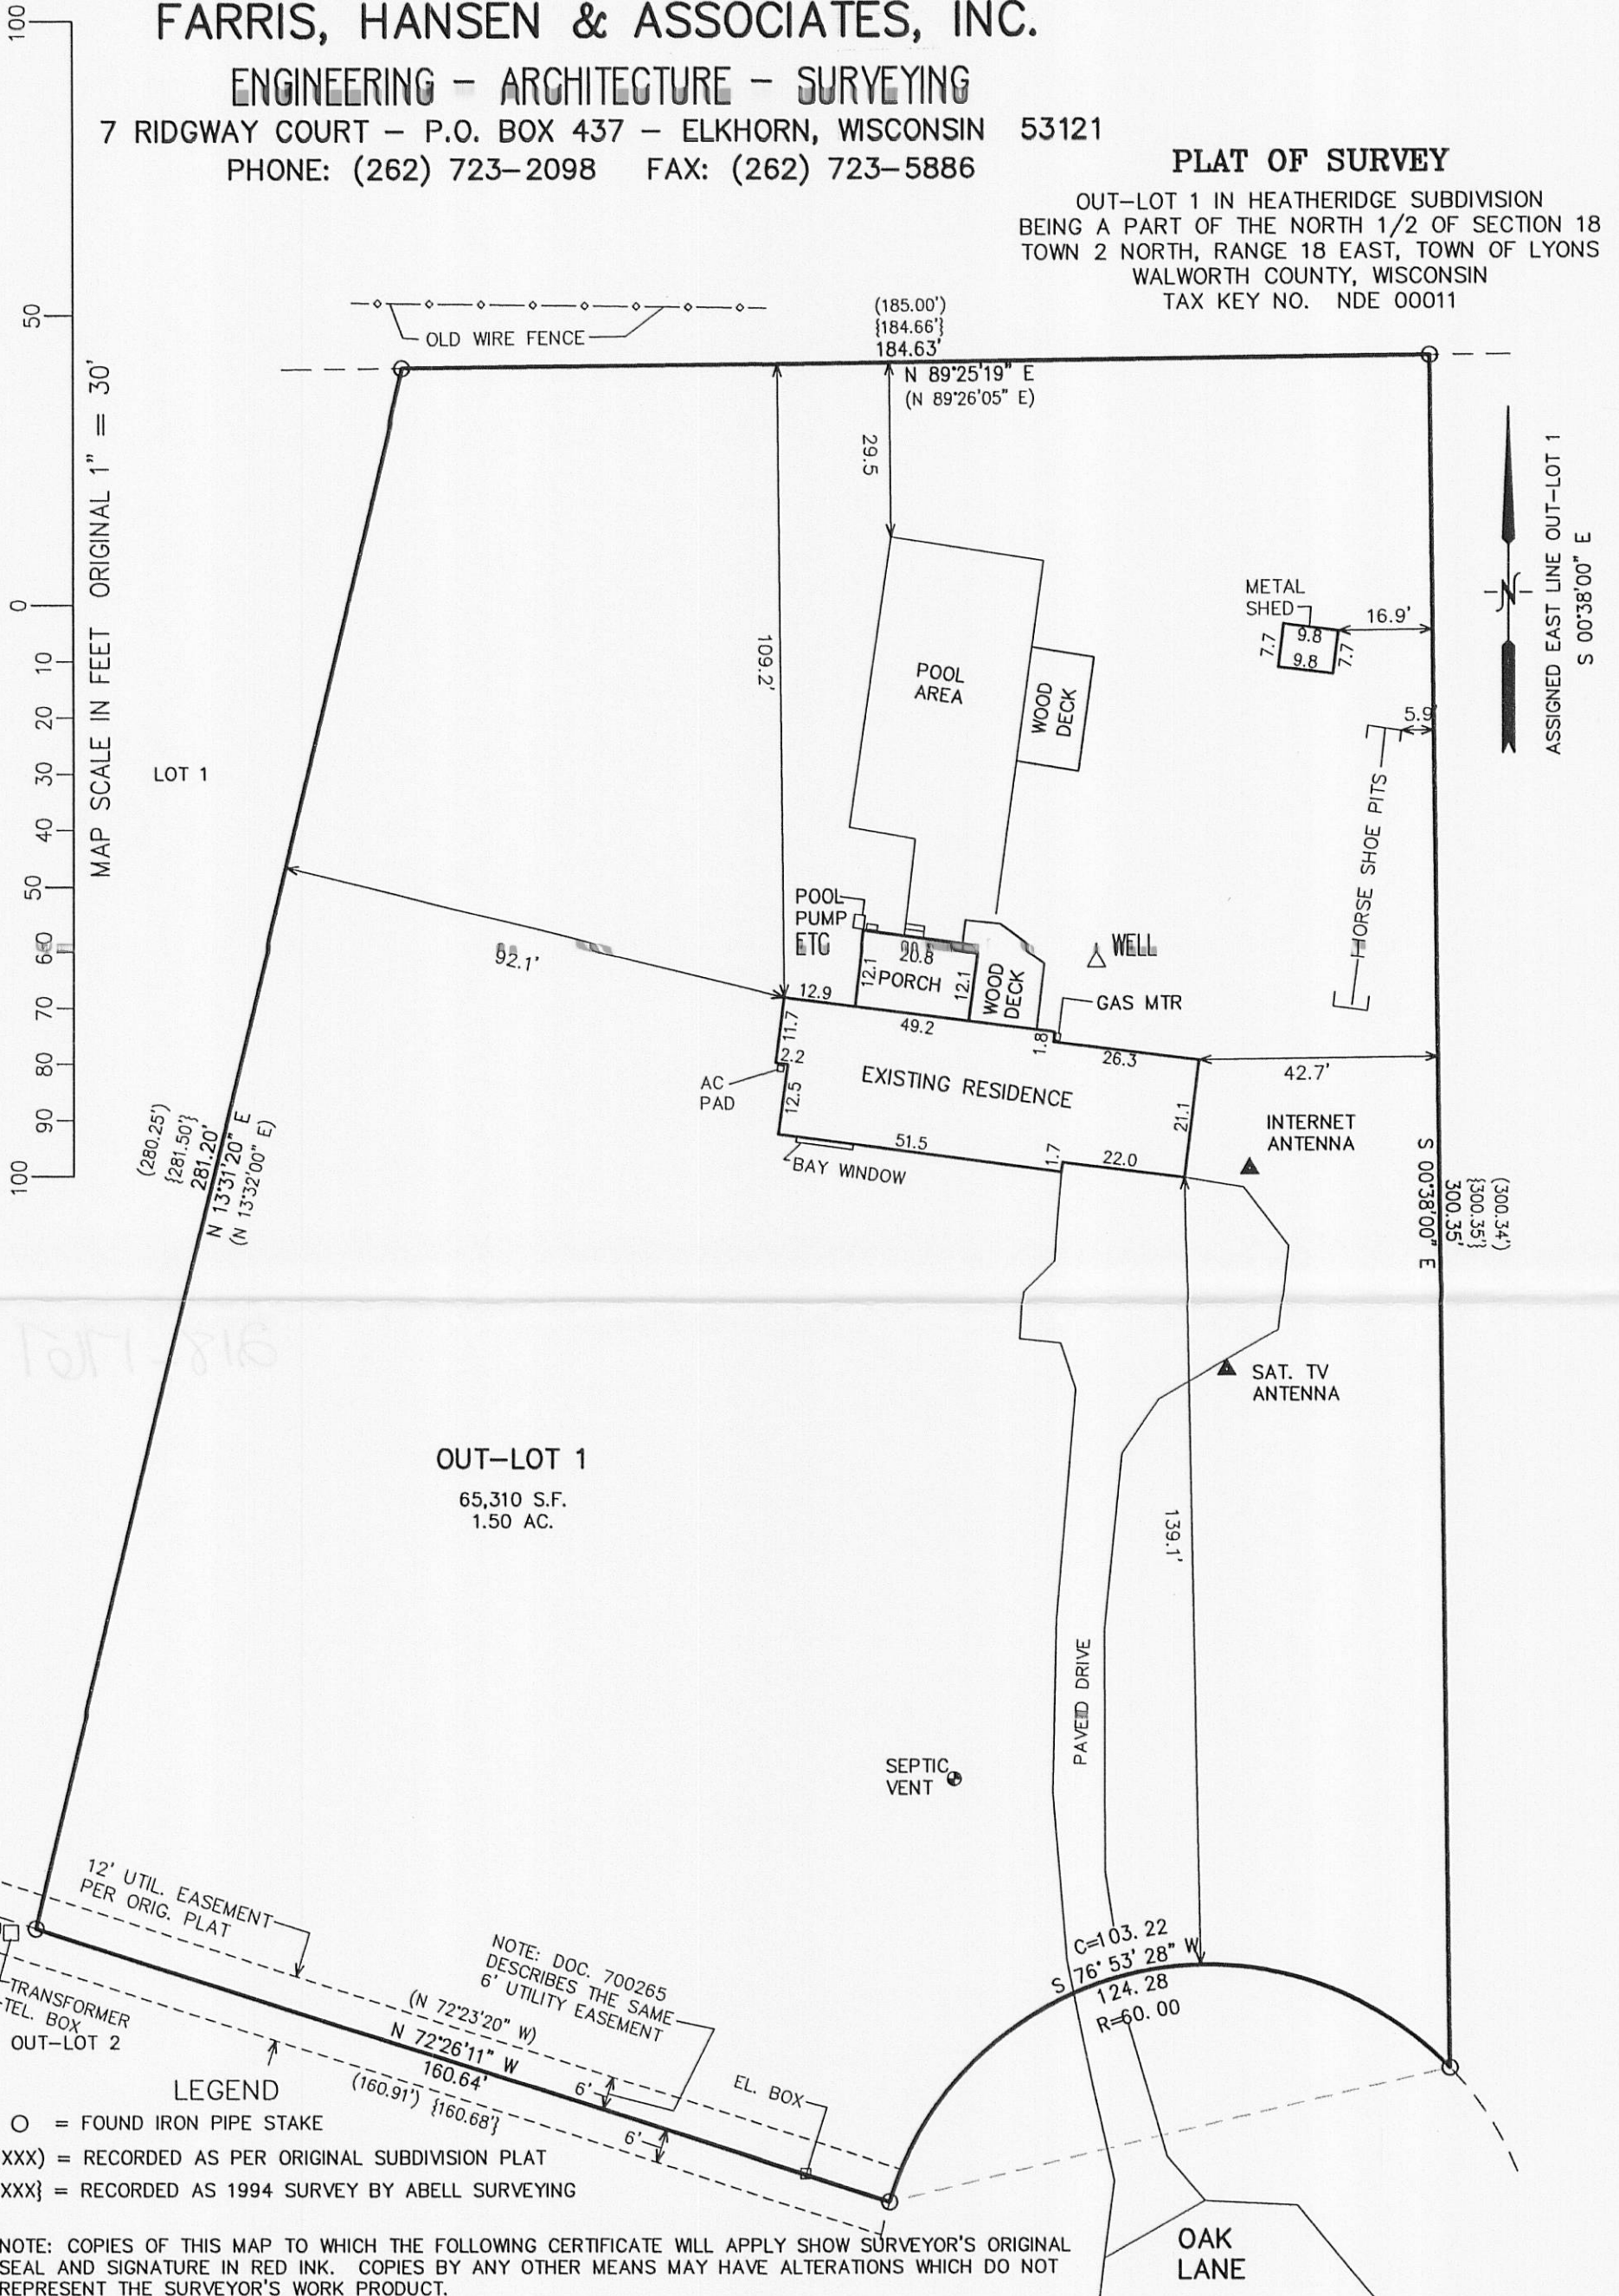 FARRIS, HANSEN & ASSOCIATES, INC.
ENGINEERING – ARCHITECTURE – SURVEYING
7 RIDGWAY COURT – P.O. BOX 437 – ELKHORN, WISCONSIN 53121
PHONE: (262) 723–2098 FAX: (262) 723–5886
PLAT OF SURVEY
OUT–LOT 1 IN HEATHERIDGE SUBDIVISION
BEING A PART OF THE NORTH 1/2 OF SECTION 18
TOWN 2 NORTH, RANGE 18 EAST, TOWN OF LYONS
WALWORTH COUNTY, WISCONSIN
TAX KEY NO. NDE 00011
100
50
0
10
20
30
40
50
60
70
80
90
100
MAP SCALE IN FEET ORIGINAL 1" = 30'
OLD WIRE FENCE
(185.00')
{184.66'}
184.63'
N 89°25'19" E
(N 89°26'05" E)
29.5
109.2'
METAL
SHED
16.9'
9.8
7.7
7.7
9.8
ASSIGNED EAST LINE OUT–LOT 1
S 00°38'00" E
N
POOL
AREA
WOOD
DECK
5.9'
HORSE SHOE PITS
LOT 1
92.1'
POOL
PUMP
ETC
20.8
12.1
PORCH
12.1
WOOD
DECK
WELL
GAS MTR
12.9
49.2
1.8
26.3
11.7
2.2
12.5
AC
PAD
EXISTING RESIDENCE
42.7'
21.1
51.5
1.7
22.0
BAY WINDOW
INTERNET
ANTENNA
(280.25')
{281.50'}
281.20'
N 13°31'20" E
(N 13°32'00" E)
S 00°38'00" E
300.35'
{300.35'}
(300.34')
SAT. TV
ANTENNA
OUT–LOT 1
65,310 S.F.
1.50 AC.
139.1'
PAVED DRIVE
SEPTIC
VENT
12' UTIL. EASEMENT
PER ORIG. PLAT
NOTE: DOC. 700265
DESCRIBES THE SAME
6' UTILITY EASEMENT
C=103.22
S 76° 53' 28" W
124.28
R=60.00
TRANSFORMER
TEL. BOX
OUT–LOT 2
(N 72°23'20" W)
N 72°26'11" W
160.64'
(160.91') {160.68'}
6'
6'
EL. BOX
LEGEND
O = FOUND IRON PIPE STAKE
XXX) = RECORDED AS PER ORIGINAL SUBDIVISION PLAT
XXX} = RECORDED AS 1994 SURVEY BY ABELL SURVEYING
NOTE: COPIES OF THIS MAP TO WHICH THE FOLLOWING CERTIFICATE WILL APPLY SHOW SURVEYOR'S ORIGINAL
SEAL AND SIGNATURE IN RED INK. COPIES BY ANY OTHER MEANS MAY HAVE ALTERATIONS WHICH DO NOT
REPRESENT THE SURVEYOR'S WORK PRODUCT.
OAK
LANE